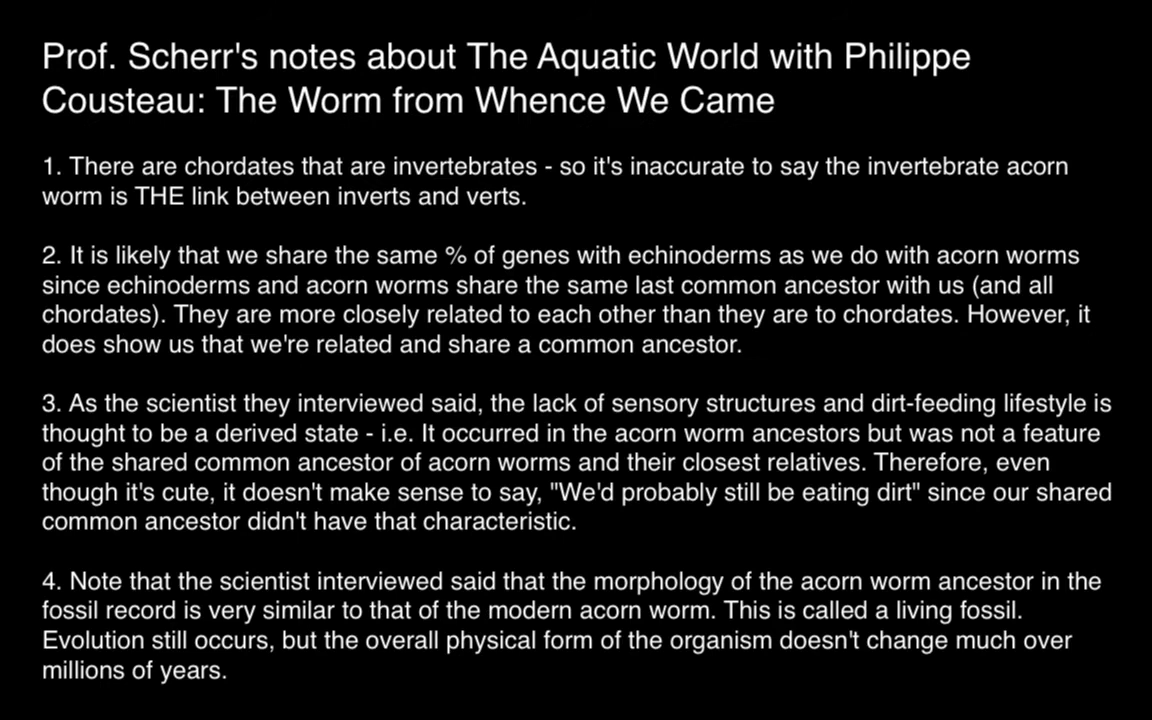 Prof. Scherr's notes about The Aquatic World with Philippe
Cousteau: The Worm from Whence We Came
1. There are chordates that are invertebrates - so it's inaccurate to say the invertebrate acorn
worm is THE link between inverts and verts.
2. It is likely that we share the same % of genes with echinoderms as we do with acorn worms
since echinoderms and acorn worms share the same last common ancestor with us (and all
chordates). They are more closely related to each other than they are to chordates. However, it
does show us that we're related and share a common ancestor.
3. As the scientist they interviewed said, the lack of sensory structures and dirt-feeding lifestyle is
thought to be a derived state - i.e. It occurred in the acorn worm ancestors but was not a feature
of the shared common ancestor of acorn worms and their closest relatives. Therefore, even
though it's cute, it doesn't make sense to say, "We'd probably still be eating dirt" since our shared
common ancestor didn't have that characteristic.
4. Note that the scientist interviewed said that the morphology of the acorn worm ancestor in the
fossil record is very similar to that of the modern acorn worm. This is called a living fossil.
Evolution still occurs, but the overall physical form of the organism doesn't change much over
millions of years.